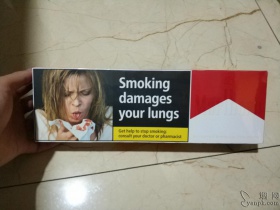 Smoking
damages
your lungs
Get help to stop smoking
consult your doctor or pharmacist